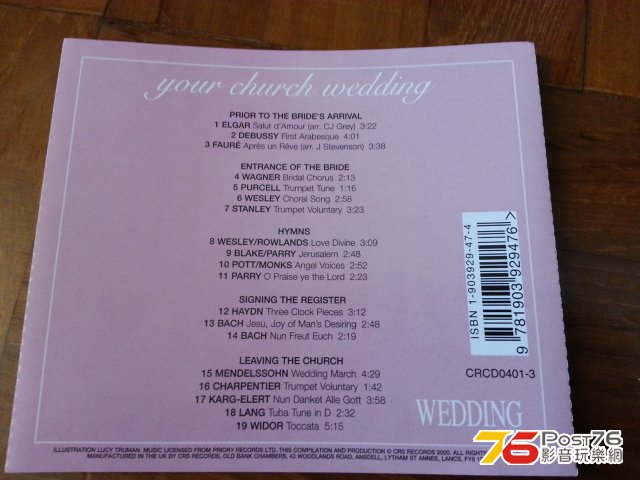 your church wedding
PRIOR TO THE BRIDE'S ARRIVAL
1 ELGAR Salut d'Amour (arr. CJ Grey) 3:22
2 DEBUSSY First Arabesque 4:01
3 FAURÉ Après un Rêve (arr. J Stevenson) 3:38
ENTRANCE OF THE BRIDE
4 WAGNER Bridal Chorus 2:13
5 PURCELL Trumpet Tune 1:16
6 WESLEY Choral Song 2:58
7 STANLEY Trumpet Voluntary 3:23
HYMNS
8 WESLEY/ROWLANDS Love Divine 3:09
9 BLAKE/PARRY Jerusalem 2:48
10 POTT/MONKS Angel Voices 2:52
11 PARRY O Praise ye the Lord 2:23
SIGNING THE REGISTER
12 HAYDN Three Clock Pieces 3:12
13 BACH Jesu, Joy of Man's Desiring 2:48
14 BACH Nun Freut Euch 2:19
LEAVING THE CHURCH
15 MENDELSSOHN Wedding March 4:29
16 CHARPENTIER Trumpet Voluntary 1:42
17 KARG-ELERT Nun Danket Alle Gott 3:58
18 LANG Tuba Tune in D 2:32
19 WIDOR Toccata 5:15
ISBN 1-903929-47-4
9 781903 929476 >
CRCD0401-3
WEDDING
ILLUSTRATION LUCY TRUMAN. MUSIC LICENSED FROM PRIORY RECORDS LTD. THIS COMPILATION AND PRODUCTION © CRS RECORDS 2000. ALL RIGHTS
MANUFACTURED IN THE UK BY CRS RECORDS, OLD BANK CHAMBERS, 43 WOODLANDS ROAD, ANSDELL, LYTHAM ST ANNES, LANCS, FY8
76 Post76
影音玩樂網